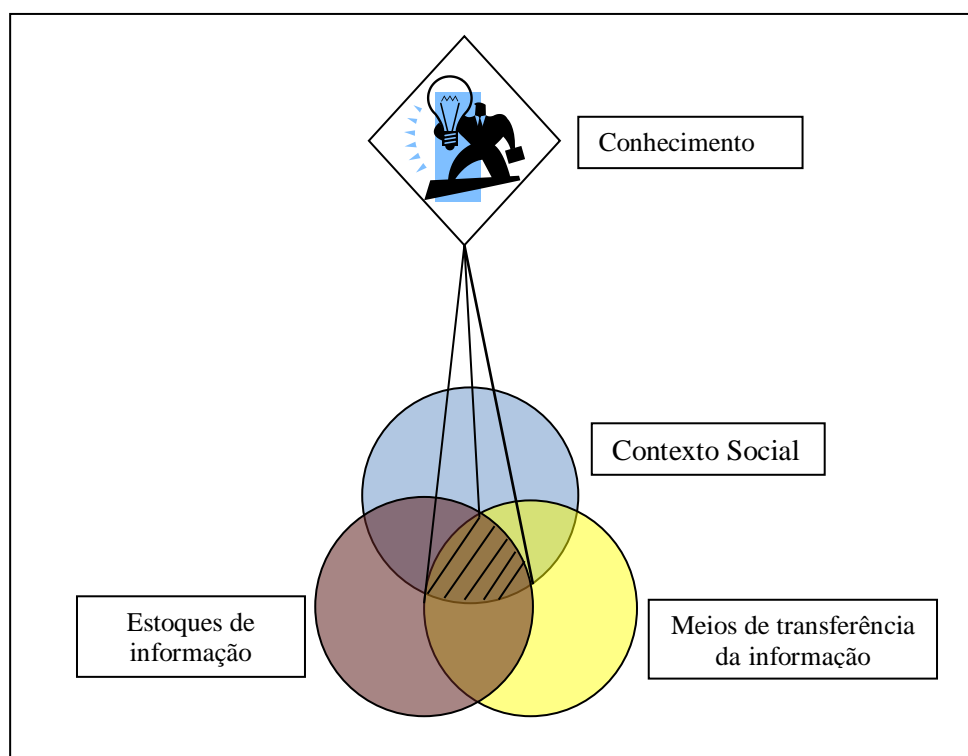 Conhecimento
Contexto Social
Estoques de
informação
Meios de transferência
da informação